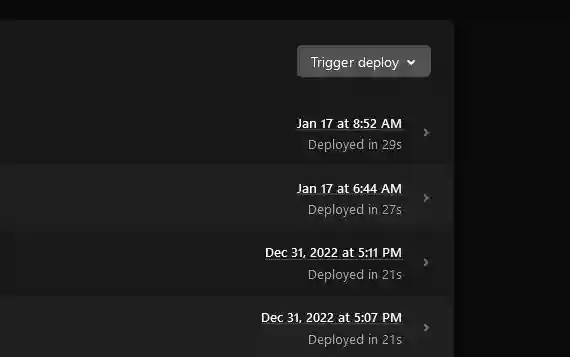 Trigger deploy
Jan 17 at 8:52 AM
Deployed in 29s
Jan 17 at 6:44 AM
Deployed in 27s
Dec 31, 2022 at 5:11 PM
Deployed in 21s
Dec 31, 2022 at 5:07 PM
Deployed in 21s